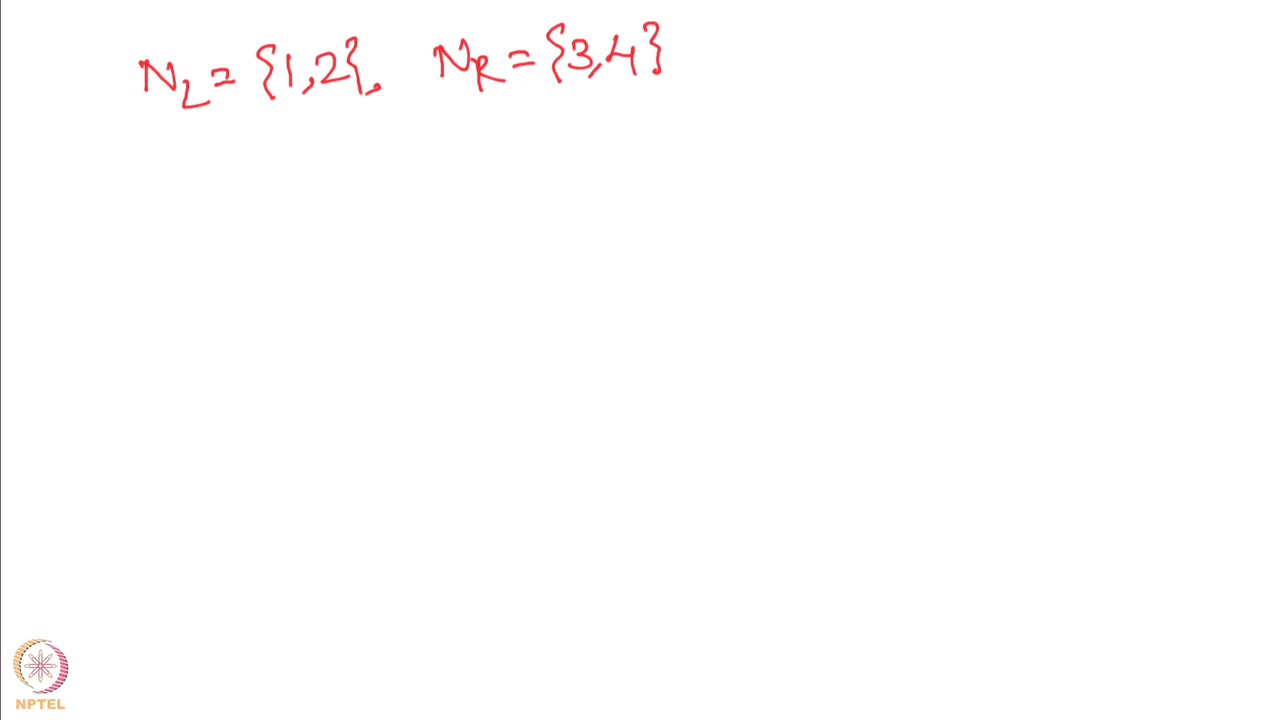 N_L = {1,2}, N_R = {3,4}
NPTEL